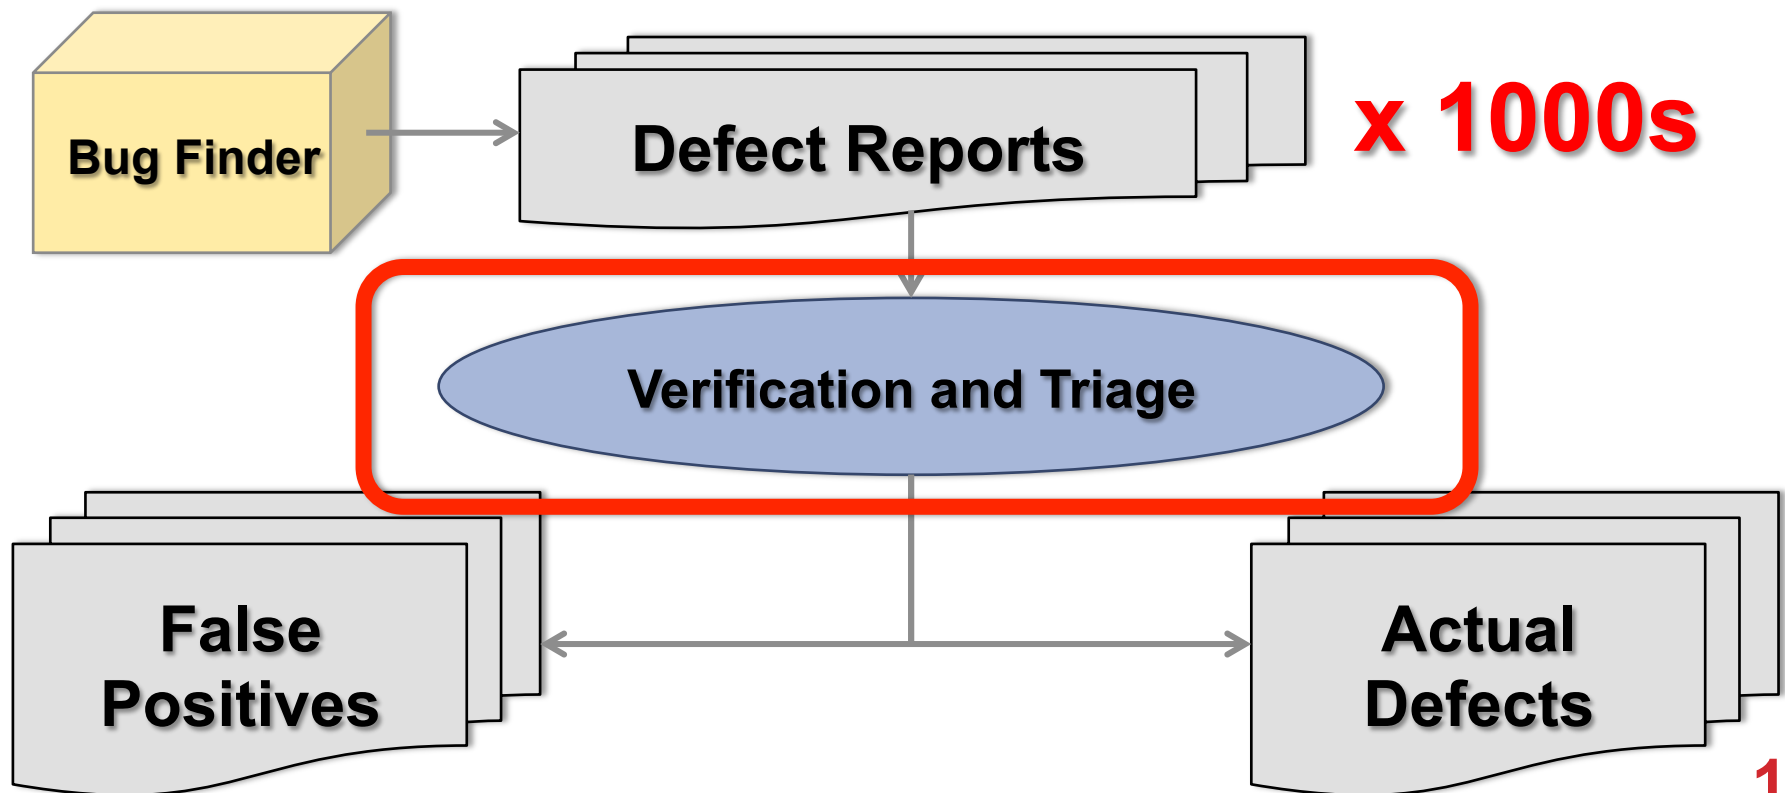 Bug Finder
Defect Reports
x 1000s
Verification and Triage
False
Positives
Actual
Defects
1